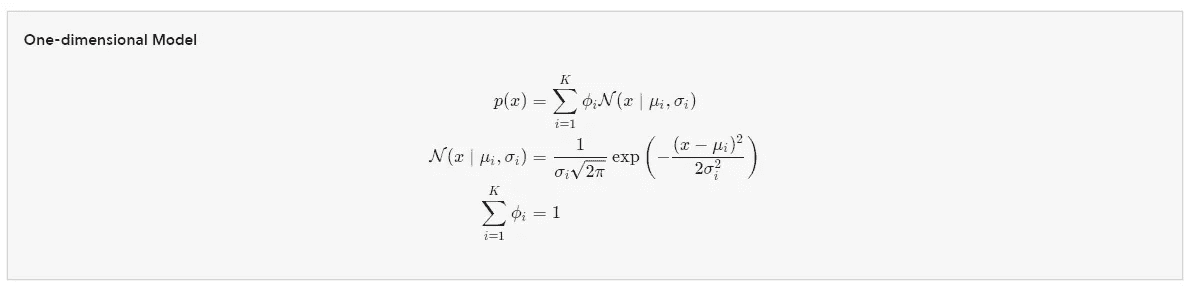 One-dimensional Model
p(x) = \sum_{i=1}^{K} \phi_i \mathcal{N}(x \mid \mu_i, \sigma_i)
\mathcal{N}(x \mid \mu_i, \sigma_i) = \frac{1}{\sigma_i \sqrt{2\pi}} \exp\left(-\frac{(x - \mu_i)^2}{2\sigma_i^2}\right)
\sum_{i=1}^{K} \phi_i = 1